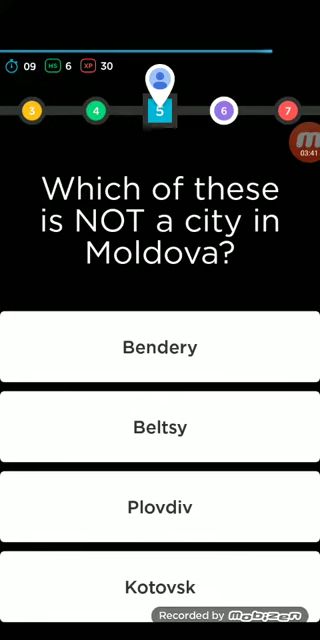 09 HS 6 XP 30
3 4 5 6 7
03:41
Which of these
is NOT a city in
Moldova?
Bendery
Beltsy
Plovdiv
Kotovsk
Recorded by MOBIZEN